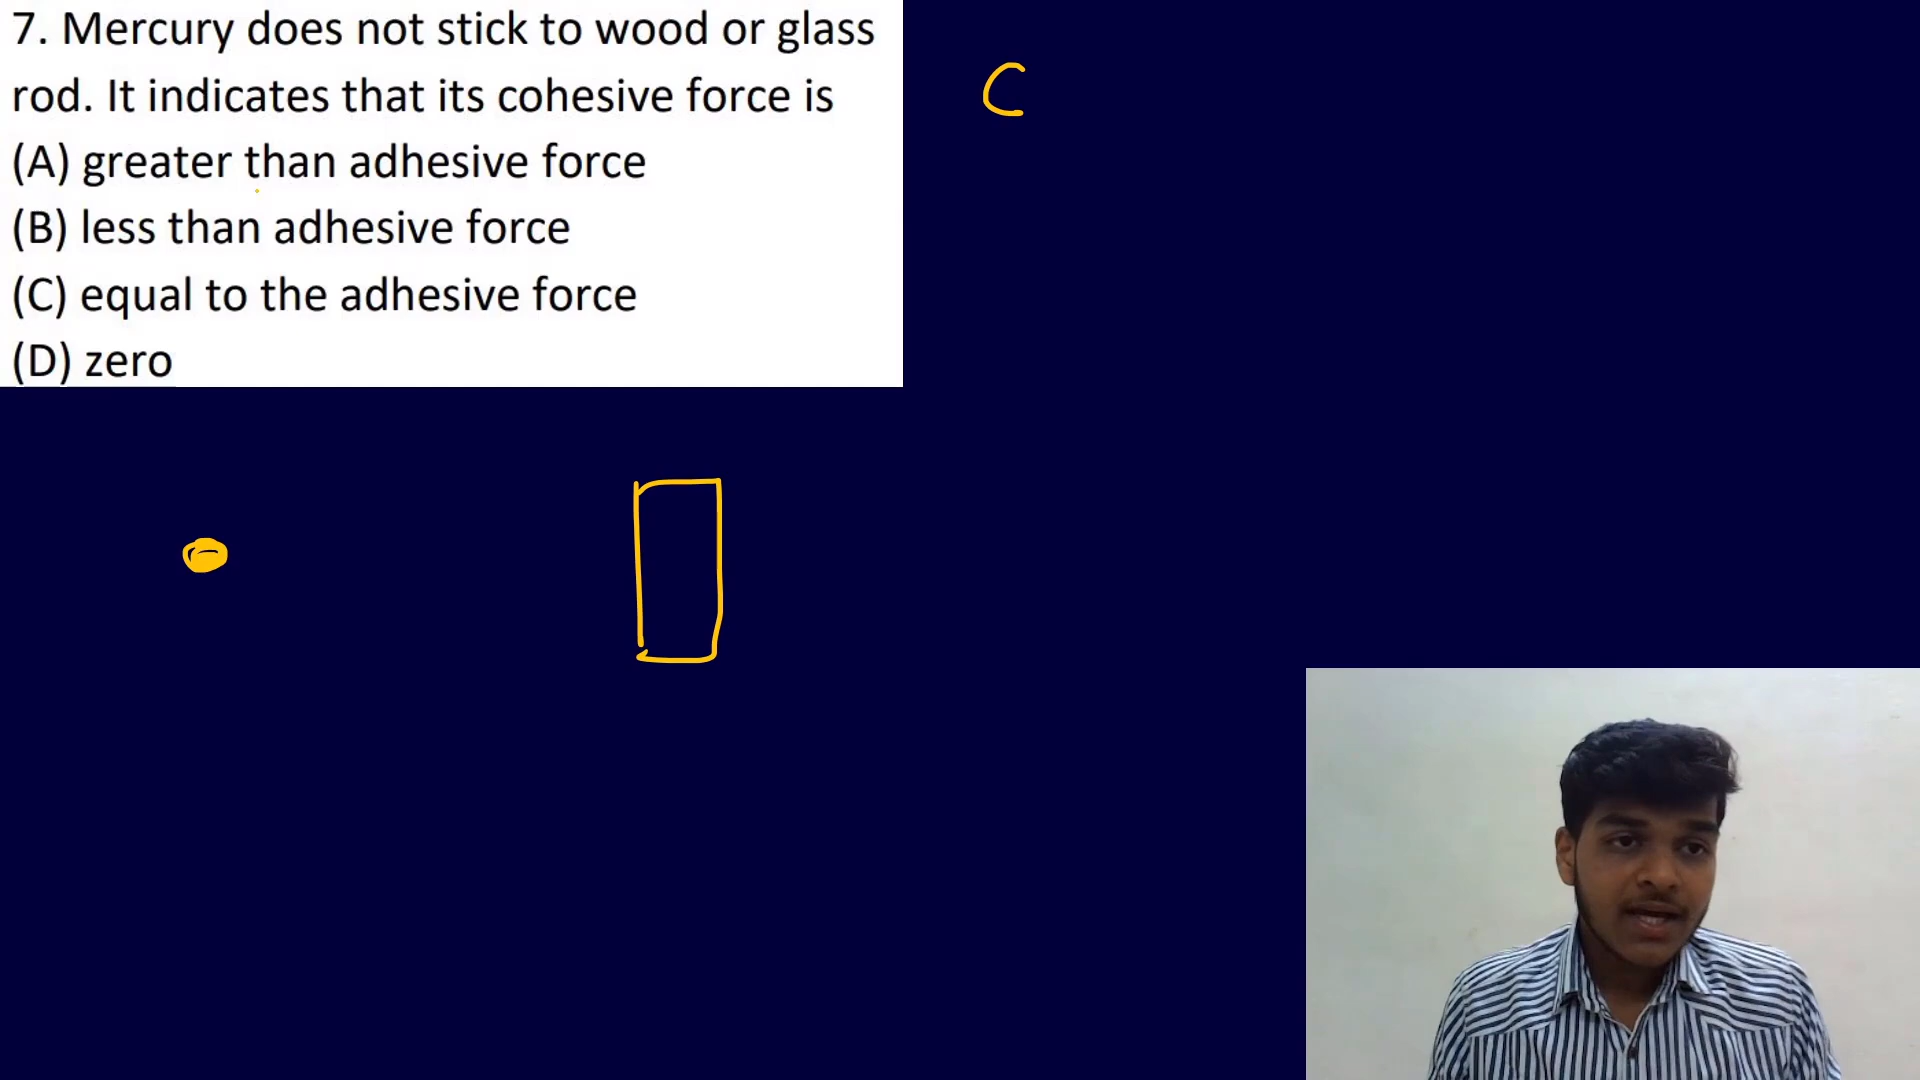 7. Mercury does not stick to wood or glass
rod. It indicates that its cohesive force is
(A) greater than adhesive force
(B) less than adhesive force
(C) equal to the adhesive force
(D) zero
C